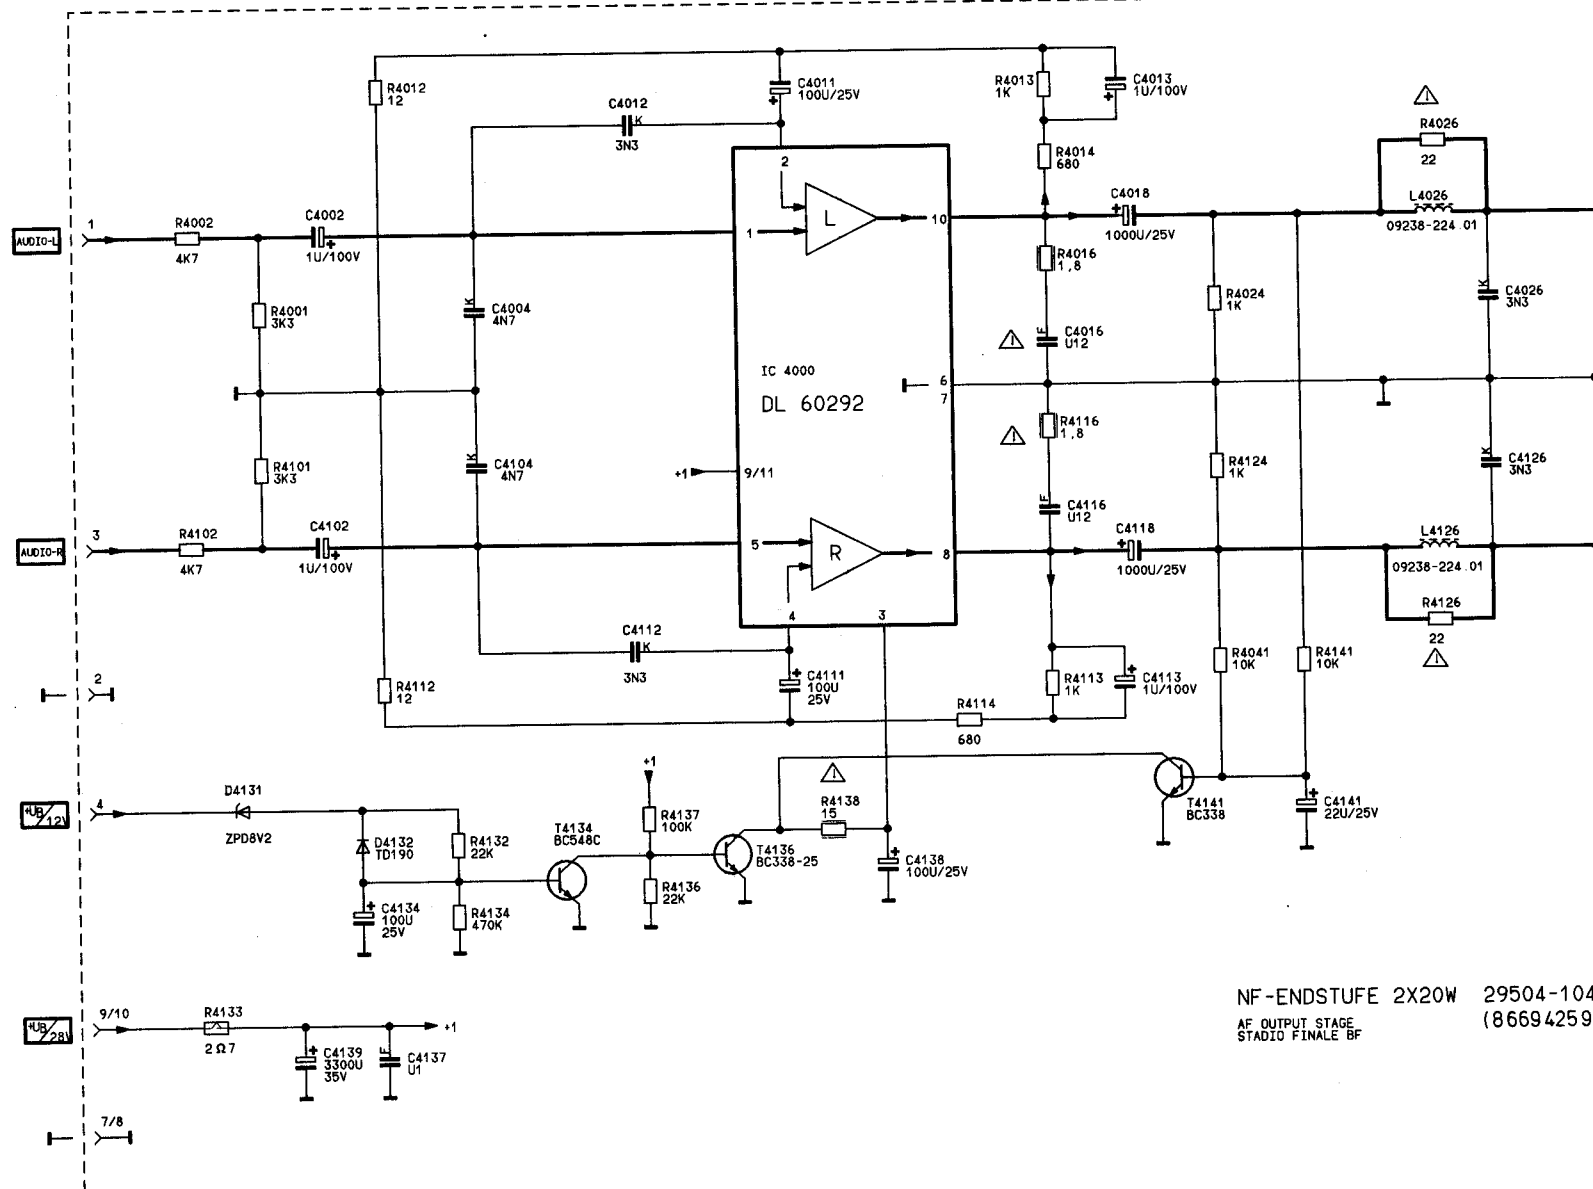 R4012
12
C4012
K
3N3
C4011
100U/25V
+
R4013
1K
C4013
1U/100V
+
R4014
680
R4026
22
L4026
09238-224.01
AUDIO-L
1
R4002
4K7
C4002
1U/100V
+
2
1
L
10
C4018
+
1000U/25V
R4016
1,8
R4001
3K3
K
C4004
4N7
R4024
1K
K
C4026
3N3
F
C4016
U12
IC 4000
DL 60292
6
7
R4116
1,8
R4101
3K3
K
C4104
4N7
+1
9/11
R4124
1K
K
C4126
3N3
F
C4116
U12
AUDIO-R
3
R4102
4K7
C4102
1U/100V
+
5
R
8
C4118
+
1000U/25V
L4126
09238-224.01
R4126
22
4
3
C4112
K
3N3
2
R4112
12
C4111
100U
25V
+
R4113
1K
C4113
1U/100V
+
R4041
10K
R4141
10K
R4114
680
+UB/12V
4
D4131
ZPD8V2
D4132
TD190
R4132
22K
T4134
BC548C
+1
R4137
100K
T4136
BC338-25
R4138
15
T4141
BC338
C4141
22U/25V
+
C4138
100U/25V
+
C4134
100U
25V
+
R4134
470K
R4136
22K
+UB/28V
9/10
R4133
2Ω7
+1
C4139
3300U
35V
+
F
C4137
U1
7/8
NF-ENDSTUFE 2X20W 29504-104
AF OUTPUT STAGE (86694259
STADIO FINALE BF